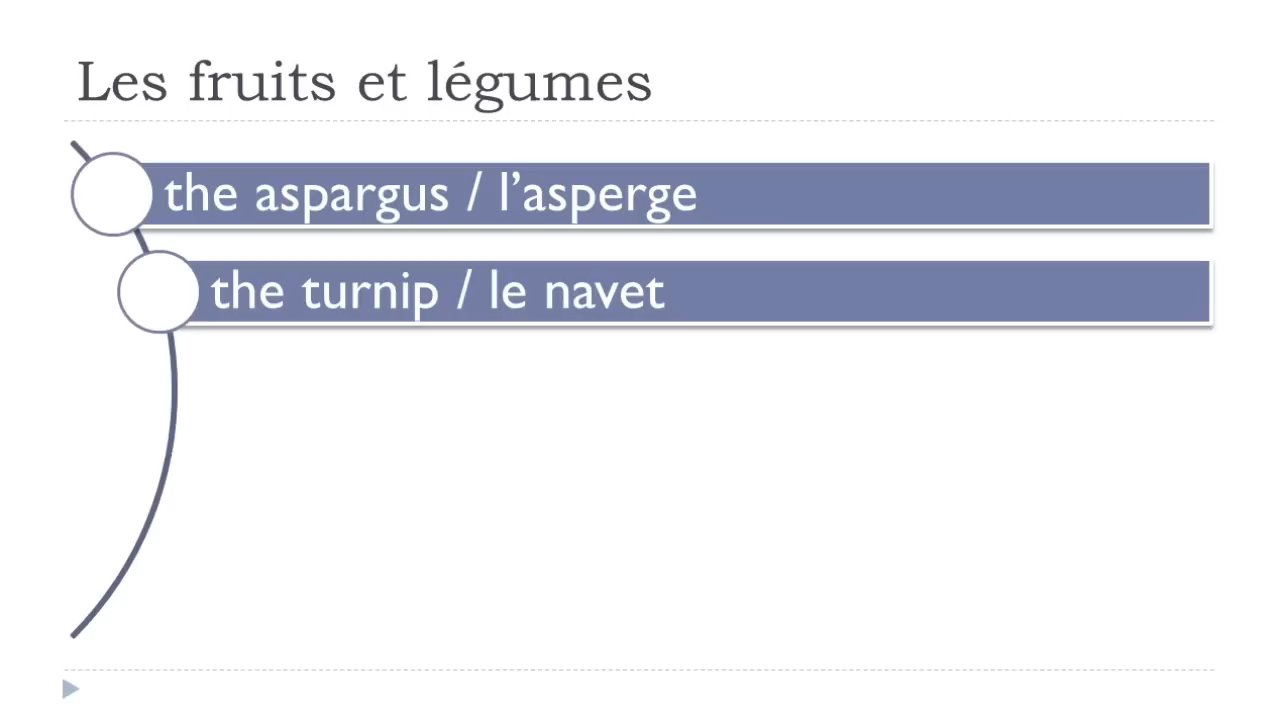 Les fruits et légumes
the aspargus / l’asperge
the turnip / le navet